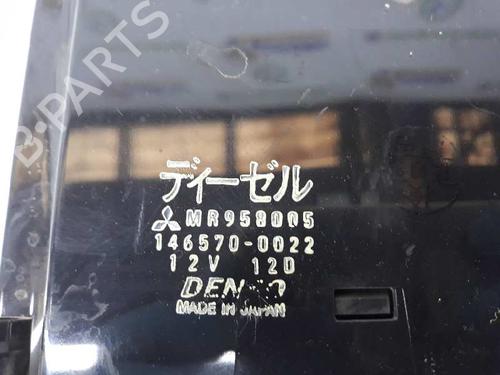 B-PARTS
ディーゼル
MR958005
146570-0022
12V 12D
MADE IN JAPAN